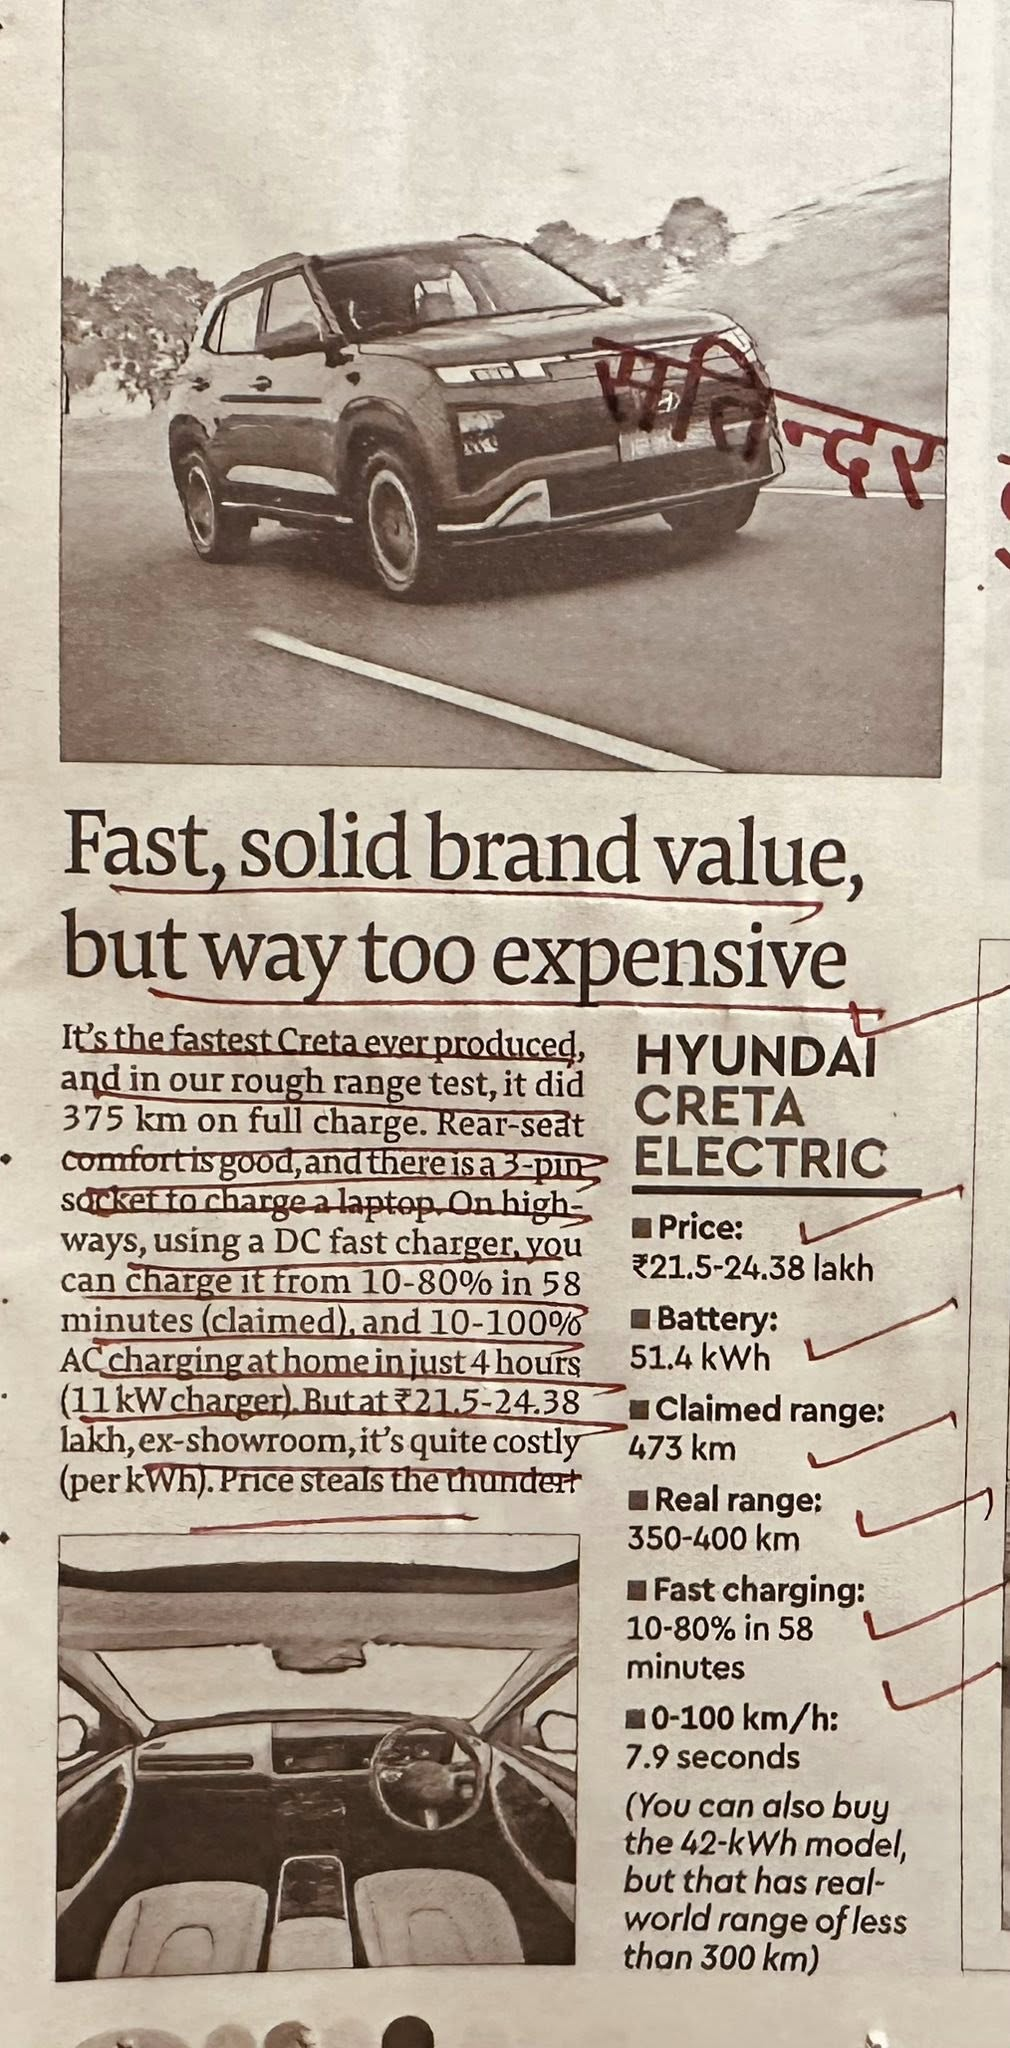 सतिन्दर
Fast, solid brand value,
but way too expensive
It's the fastest Creta ever produced,
and in our rough range test, it did
375 km on full charge. Rear-seat
comfort is good, and there is a 3-pin
socket to charge a laptop. On high-
ways, using a DC fast charger, you
can charge it from 10-80% in 58
minutes (claimed), and 10-100%
AC charging at home in just 4 hours
(11 kW charger). But at ₹21.5-24.38
lakh, ex-showroom, it's quite costly
(per kWh). Price steals the thunder!
HYUNDAI
CRETA
ELECTRIC
■ Price:
₹21.5-24.38 lakh
■ Battery:
51.4 kWh
■ Claimed range:
473 km
■ Real range:
350-400 km
■ Fast charging:
10-80% in 58
minutes
■ 0-100 km/h:
7.9 seconds
(You can also buy
the 42-kWh model,
but that has real-
world range of less
than 300 km)